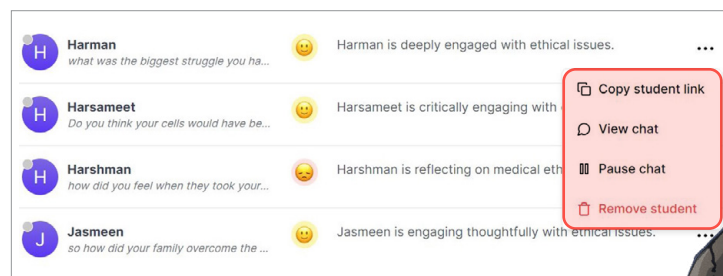 H
Harman
what was the biggest struggle you ha...
Harman is deeply engaged with ethical issues.
...
H
Harsameet
Do you think your cells would have be...
Harsameet is critically engaging with
H
Harshman
how did you feel when they took your...
Harshman is reflecting on medical eth
J
Jasmeen
so how did your family overcome the ...
Jasmeen is engaging thoughtfully with ethical issues.
...
Copy student link
View chat
Pause chat
Remove student